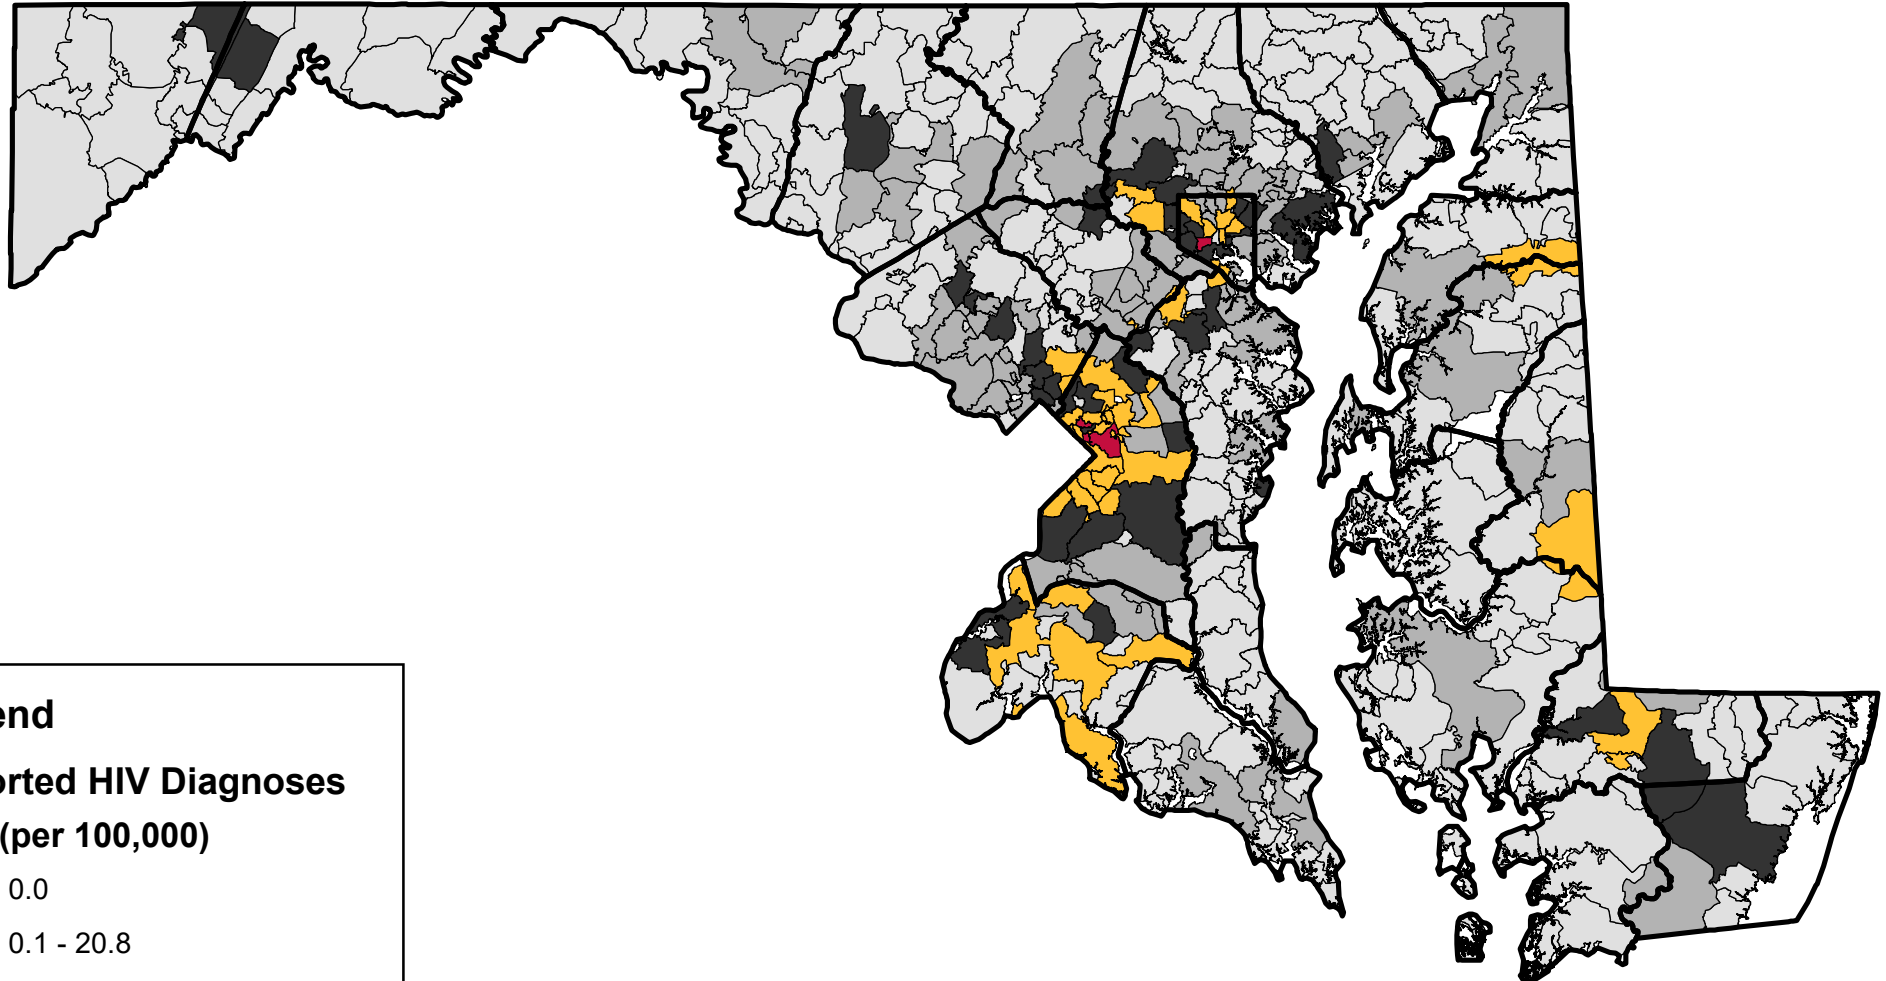 end
orted HIV Diagnoses
(per 100,000)
0.0
0.1 - 20.8